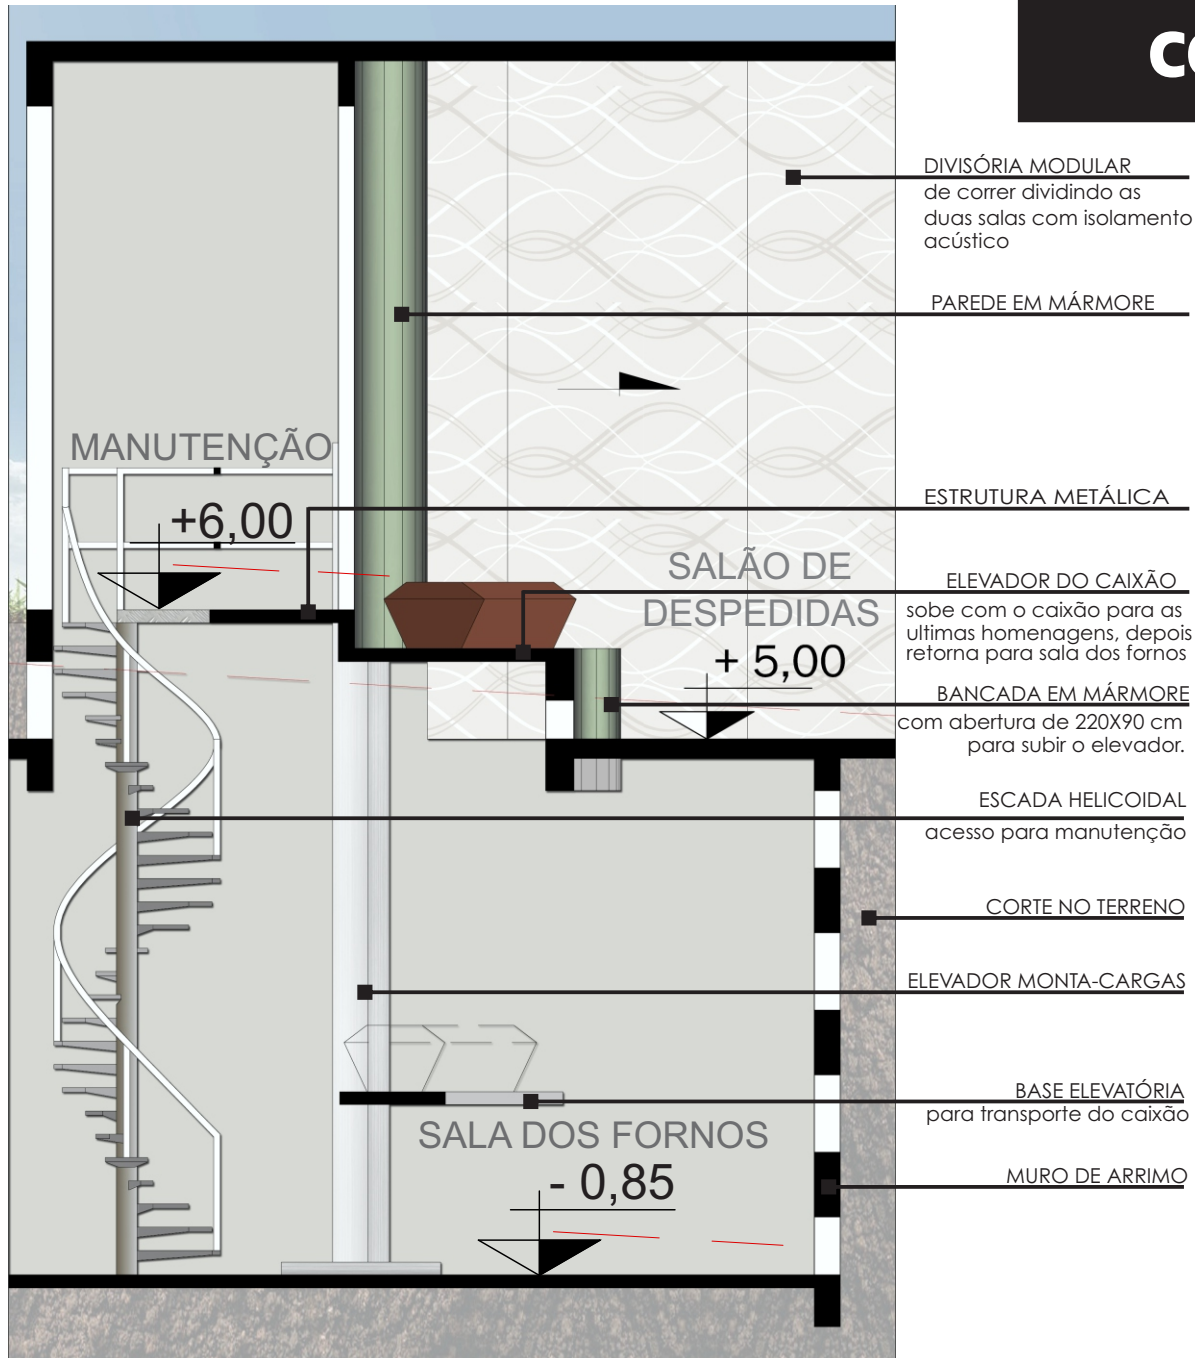 DIVISÓRIA MODULAR
de correr dividindo as
duas salas com isolamento
acústico
PAREDE EM MÁRMORE
MANUTENÇÃO
+6,00
ESTRUTURA METÁLICA
SALÃO DE
DESPEDIDAS
+ 5,00
ELEVADOR DO CAIXÃO
sobe com o caixão para as
ultimas homenagens, depois
retorna para sala dos fornos
BANCADA EM MÁRMORE
com abertura de 220X90 cm
para subir o elevador.
ESCADA HELICOIDAL
acesso para manutenção
CORTE NO TERRENO
ELEVADOR MONTA-CARGAS
BASE ELEVATÓRIA
para transporte do caixão
SALA DOS FORNOS
- 0,85
MURO DE ARRIMO